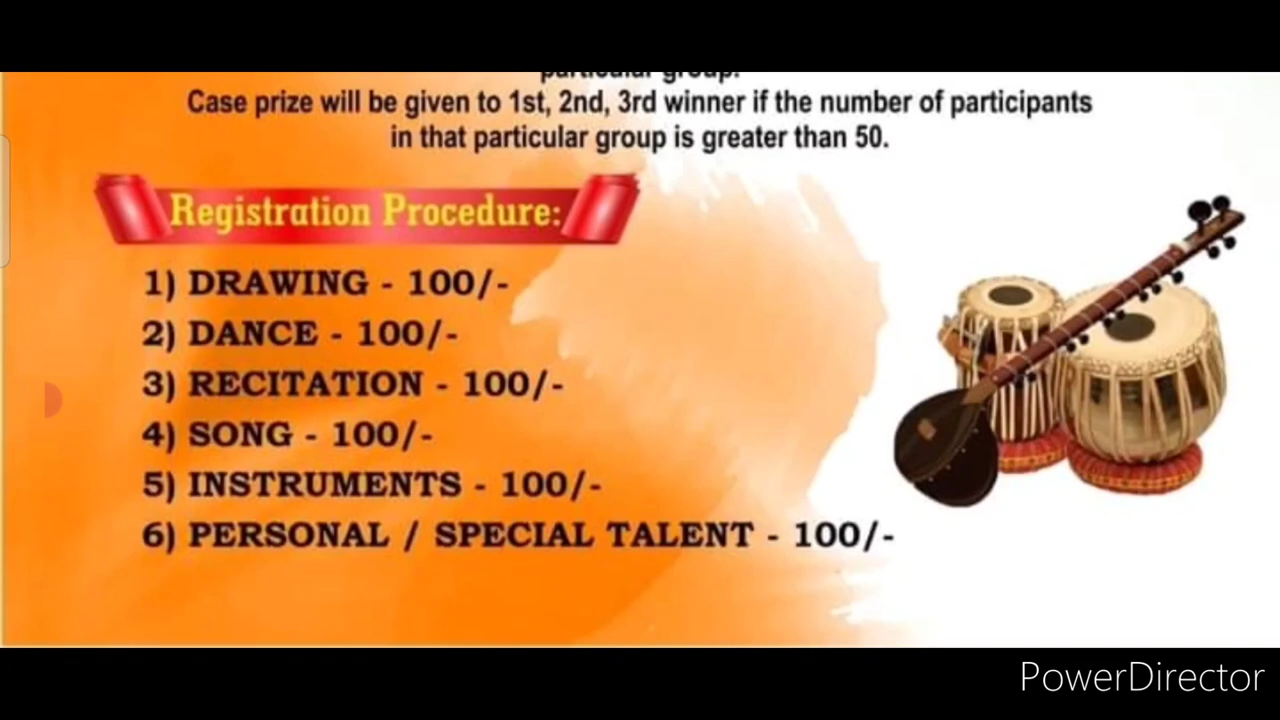 particular group.
Case prize will be given to 1st, 2nd, 3rd winner if the number of participants
in that particular group is greater than 50.
Registration Procedure:
1) DRAWING - 100/-
2) DANCE - 100/-
3) RECITATION - 100/-
4) SONG - 100/-
5) INSTRUMENTS - 100/-
6) PERSONAL / SPECIAL TALENT - 100/-
PowerDirector